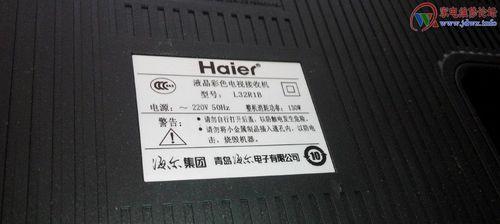 家电维修论坛
www.jdwx.info
Haier
液晶彩色电视接收机
型号: L32R1B
电源: ～220V 50Hz 整机消耗功率: 130W
警告: ●请勿自行打开后盖, 以防触电发生危险。
●请勿将小金属制品插入通孔内, 以防电
击、烧毁机器。
海尔集团 青岛海尔电子有限公司 10